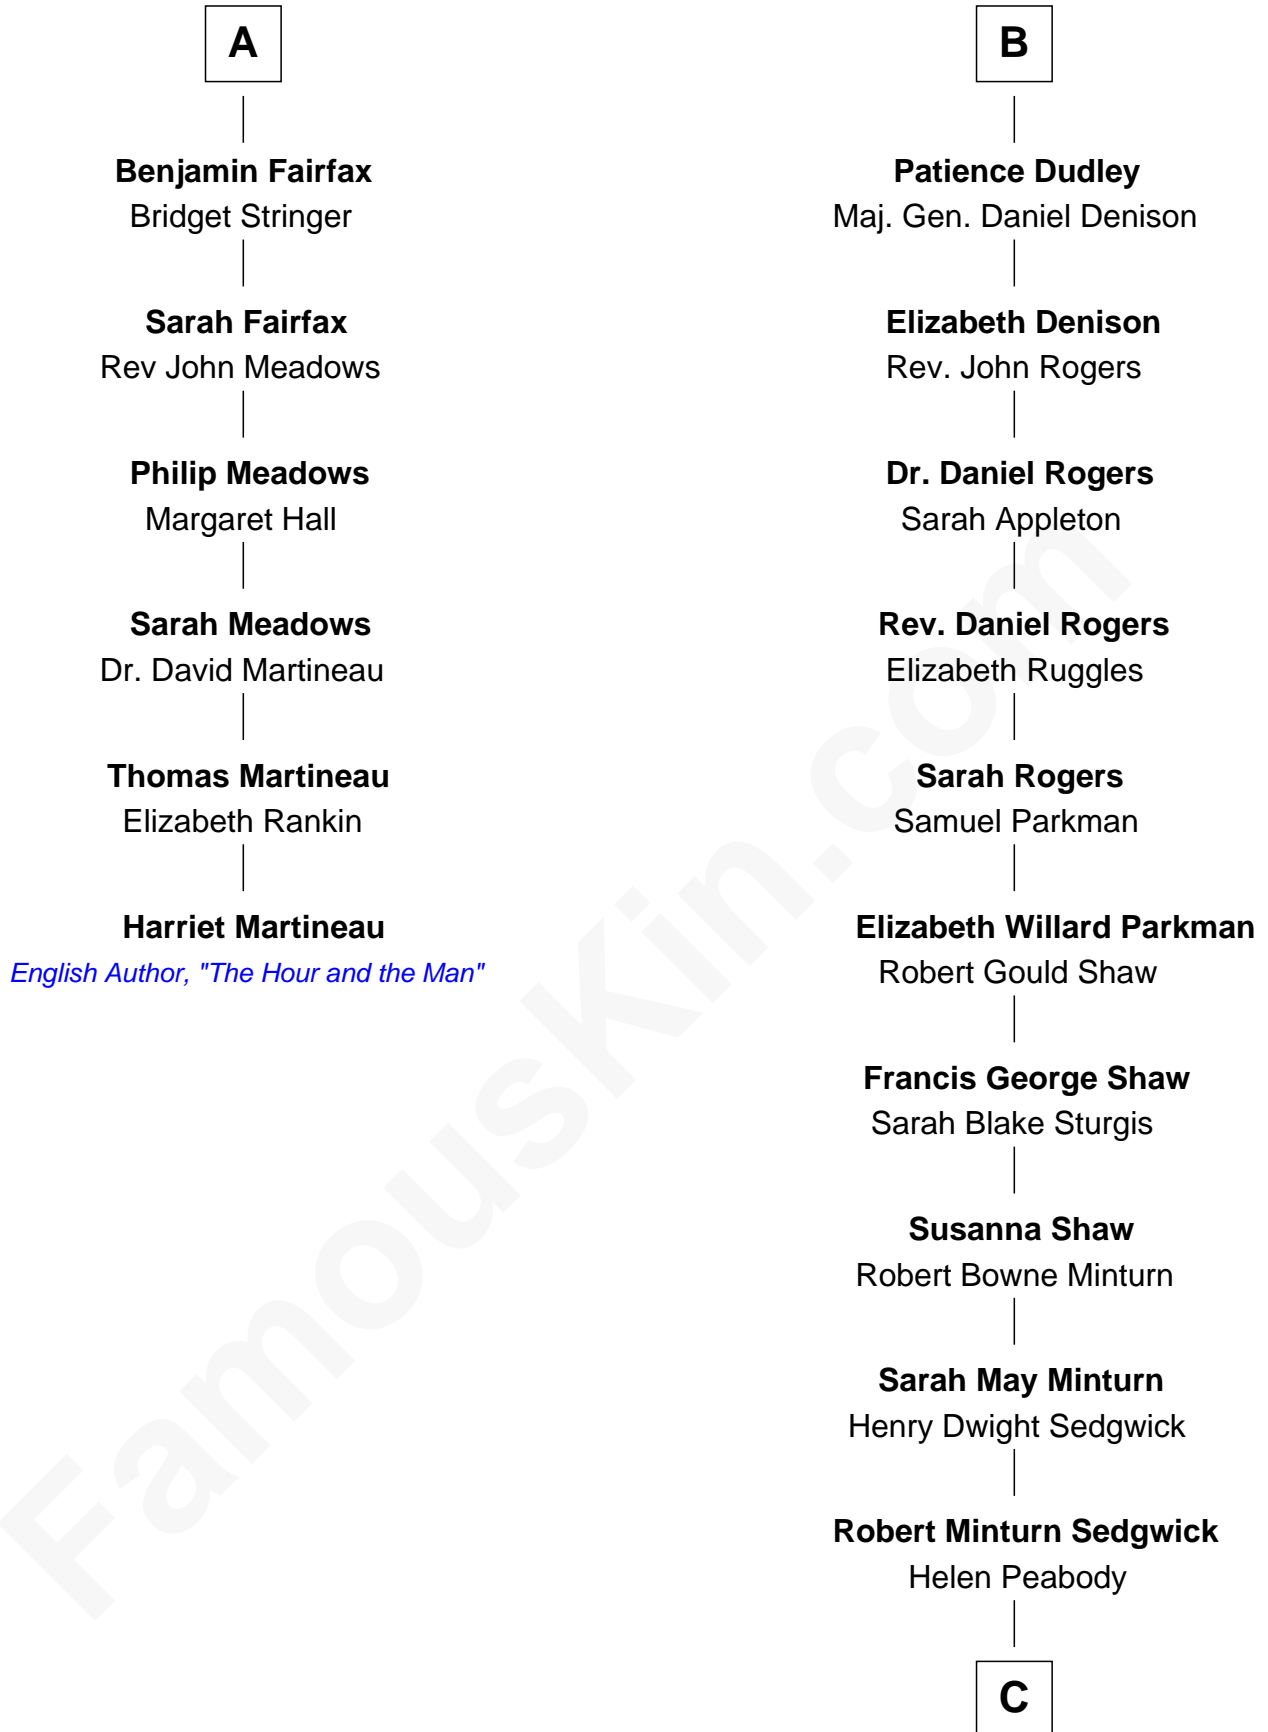 A
Benjamin Fairfax
Bridget Stringer
Sarah Fairfax
Rev John Meadows
Philip Meadows
Margaret Hall
Sarah Meadows
Dr. David Martineau
Thomas Martineau
Elizabeth Rankin
Harriet Martineau
English Author, "The Hour and the Man"
B
Patience Dudley
Maj. Gen. Daniel Denison
Elizabeth Denison
Rev. John Rogers
Dr. Daniel Rogers
Sarah Appleton
Rev. Daniel Rogers
Elizabeth Ruggles
Sarah Rogers
Samuel Parkman
Elizabeth Willard Parkman
Robert Gould Shaw
Francis George Shaw
Sarah Blake Sturgis
Susanna Shaw
Robert Bowne Minturn
Sarah May Minturn
Henry Dwight Sedgwick
Robert Minturn Sedgwick
Helen Peabody
C
FamousKin.com